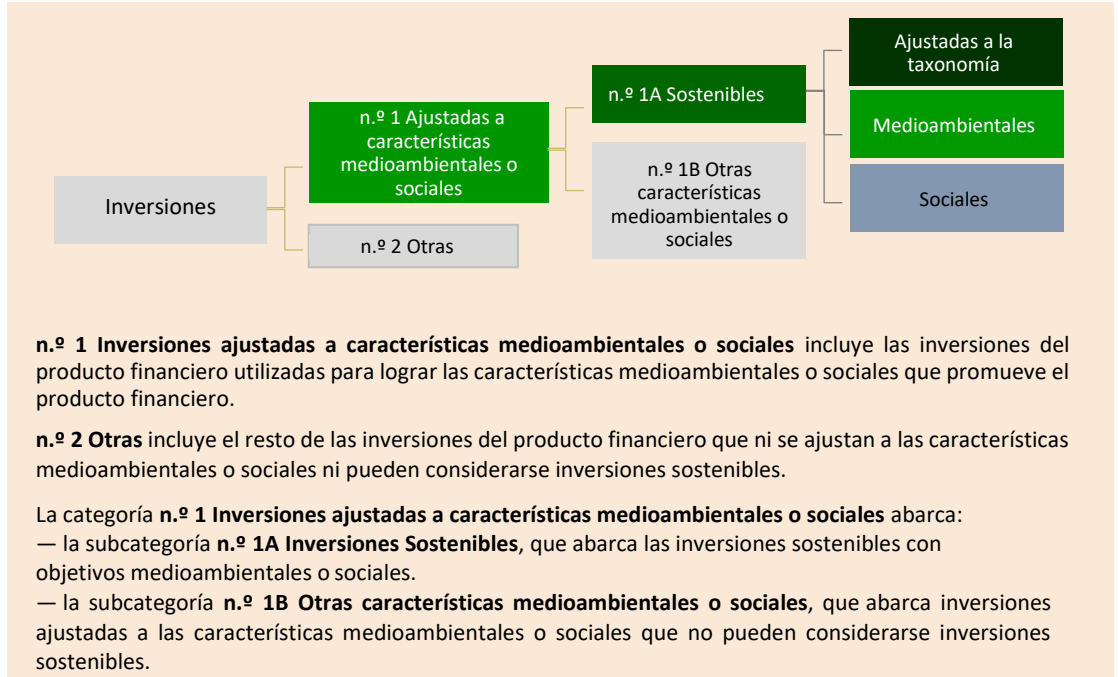 Inversiones
n.º 1 Ajustadas a
características
medioambientales o
sociales
n.º 2 Otras
n.º 1A Sostenibles
n.º 1B Otras
características
medioambientales o
sociales
Ajustadas a la
taxonomía
Medioambientales
Sociales
n.º 1 Inversiones ajustadas a características medioambientales o sociales incluye las inversiones del
producto financiero utilizadas para lograr las características medioambientales o sociales que promueve el
producto financiero.
n.º 2 Otras incluye el resto de las inversiones del producto financiero que ni se ajustan a las características
medioambientales o sociales ni pueden considerarse inversiones sostenibles.
La categoría n.º 1 Inversiones ajustadas a características medioambientales o sociales abarca:
— la subcategoría n.º 1A Inversiones Sostenibles, que abarca las inversiones sostenibles con
objetivos medioambientales o sociales.
— la subcategoría n.º 1B Otras características medioambientales o sociales, que abarca inversiones
ajustadas a las características medioambientales o sociales que no pueden considerarse inversiones
sostenibles.